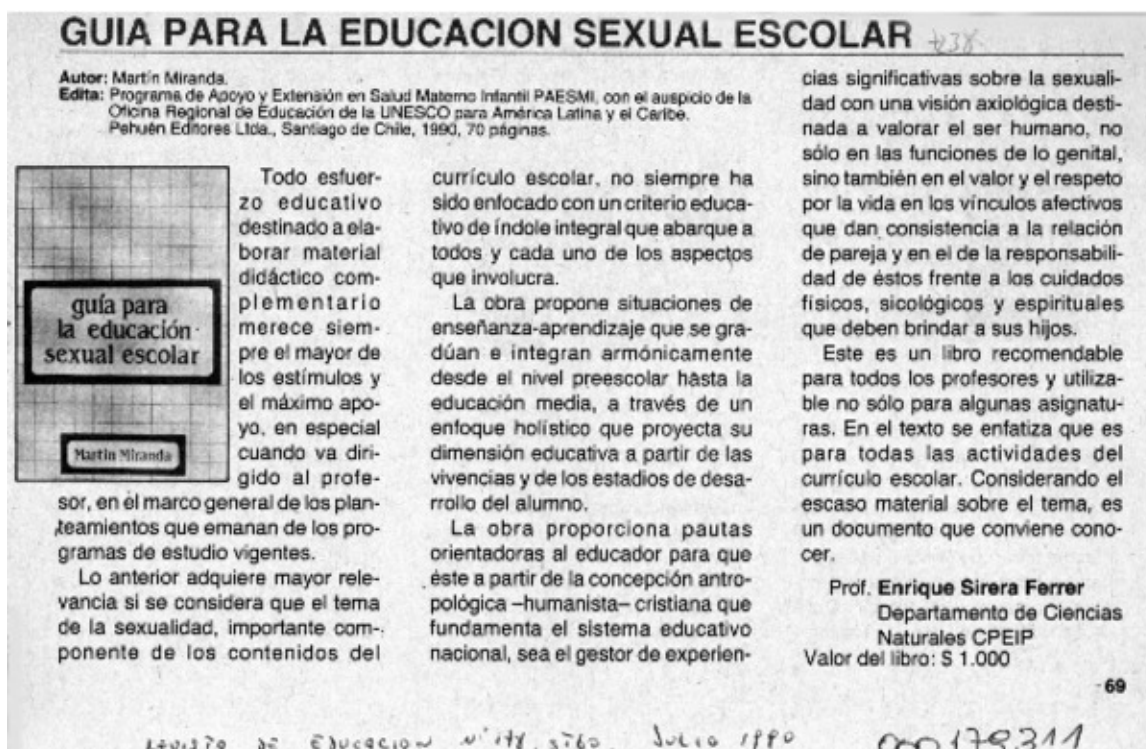 GUIA PARA LA EDUCACION SEXUAL ESCOLAR
Autor: Martín Miranda.
Edita: Programa de Apoyo y Extensión en Salud Materno Infantil PAESMI, con el auspicio de la
Oficina Regional de Educación de la UNESCO para América Latina y el Caribe.
Pehuén Editores Ltda., Santiago de Chile, 1990, 70 páginas.
guía para
la educación
sexual escolar
Martín Miranda
Todo esfuer-
zo educativo
destinado a ela-
borar material
didáctico com-
plementario
merece siem-
pre el mayor de
los estímulos y
el máximo apo-
yo, en especial
cuando va diri-
gido al profe-
sor, en el marco general de los plan-
teamientos que emanan de los pro-
gramas de estudio vigentes.
Lo anterior adquiere mayor rele-
vancia si se considera que el tema
de la sexualidad, importante com-
ponente de los contenidos del
currículo escolar, no siempre ha
sido enfocado con un criterio educa-
tivo de índole integral que abarque a
todos y cada uno de los aspectos
que involucra.
La obra propone situaciones de
enseñanza-aprendizaje que se gra-
dúan e integran armónicamente
desde el nivel preescolar hasta la
educación media, a través de un
enfoque holístico que proyecta su
dimensión educativa a partir de las
vivencias y de los estadios de desa-
rrollo del alumno.
La obra proporciona pautas
orientadoras al educador para que
éste a partir de la concepción antro-
pológica –humanista– cristiana que
fundamenta el sistema educativo
nacional, sea el gestor de experien-
cias significativas sobre la sexuali-
dad con una visión axiológica desti-
nada a valorar el ser humano, no
sólo en las funciones de lo genital,
sino también en el valor y el respeto
por la vida en los vínculos afectivos
que dan consistencia a la relación
de pareja y en el de la responsabili-
dad de éstos frente a los cuidados
físicos, sicológicos y espirituales
que deben brindar a sus hijos.
Este es un libro recomendable
para todos los profesores y utiliza-
ble no sólo para algunas asignatu-
ras. En el texto se enfatiza que es
para todas las actividades del
currículo escolar. Considerando el
escaso material sobre el tema, es
un documento que conviene cono-
cer.
Prof. Enrique Sirera Ferrer
Departamento de Ciencias
Naturales CPEIP
Valor del libro: $ 1.000
69
DE EDUCACION N° 178, STGO, JULIO 1990